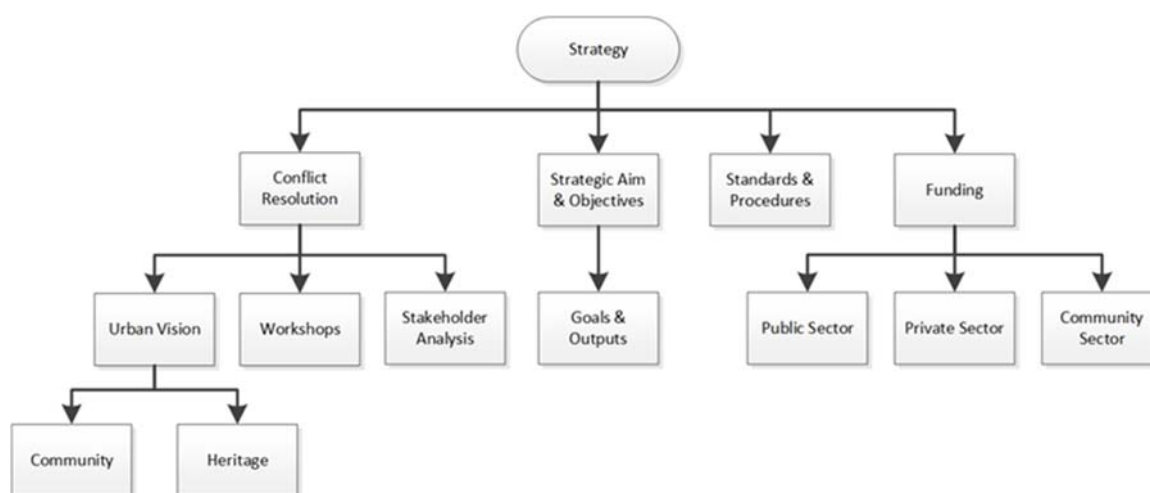 Strategy
Conflict
Resolution
Strategic Aim
& Objectives
Standards &
Procedures
Funding
Urban Vision
Workshops
Stakeholder
Analysis
Goals &
Outputs
Public Sector
Private Sector
Community
Sector
Community
Heritage